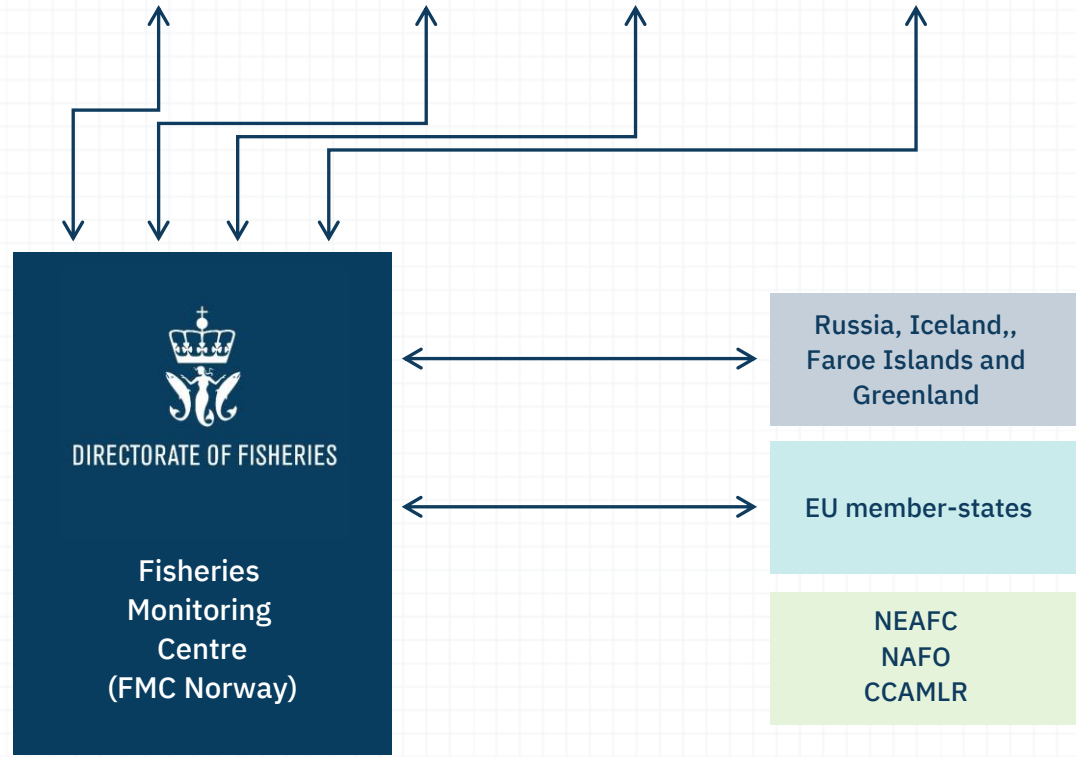 DIRECTORATE OF FISHERIES
Fisheries
Monitoring
Centre
(FMC Norway)
Russia, Iceland,,
Faroe Islands and
Greenland
EU member-states
NEAFC
NAFO
CCAMLR